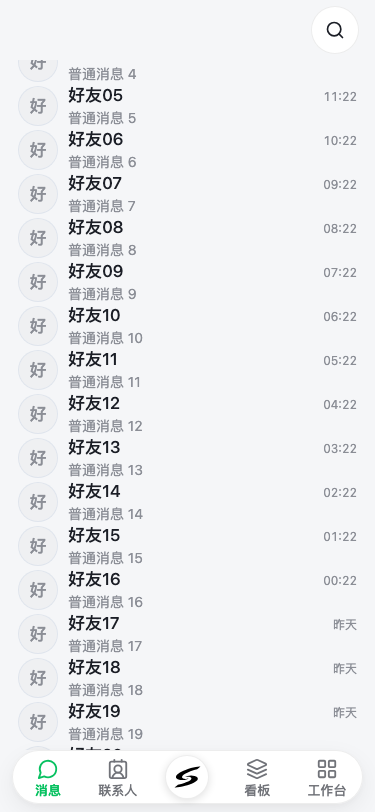 好
普通消息 4
好
好友05
11:22
普通消息 5
好
好友06
10:22
普通消息 6
好
好友07
09:22
普通消息 7
好
好友08
08:22
普通消息 8
好
好友09
07:22
普通消息 9
好
好友10
06:22
普通消息 10
好
好友11
05:22
普通消息 11
好
好友12
04:22
普通消息 12
好
好友13
03:22
普通消息 13
好
好友14
02:22
普通消息 14
好
好友15
01:22
普通消息 15
好
好友16
00:22
普通消息 16
好
好友17
昨天
普通消息 17
好
好友18
昨天
普通消息 18
好
好友19
昨天
普通消息 19
消息
联系人
看板
工作台